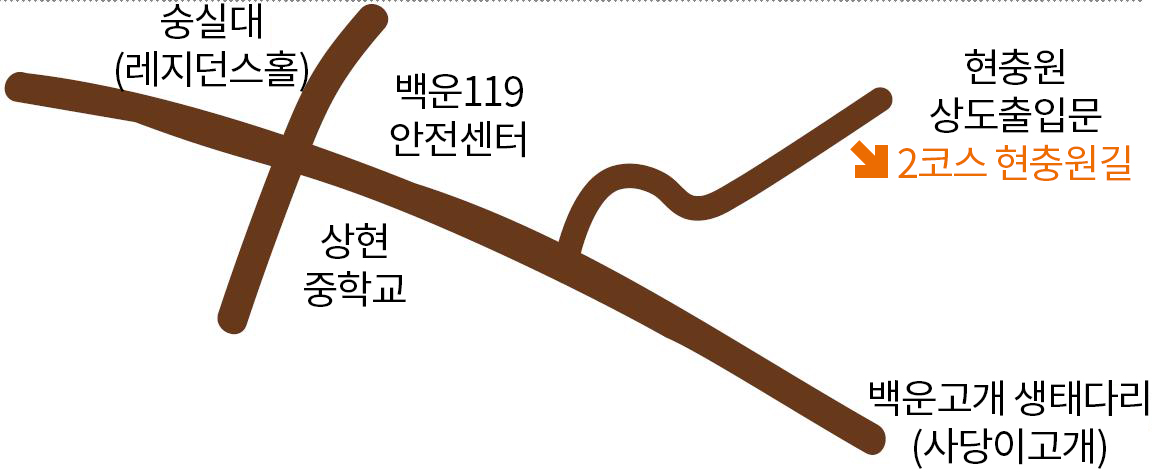 숭실대
(레지던스홀)
백운119
안전센터
현충원
상도출입문
2코스 현충원길
상현
중학교
백운고개 생태다리
(사당이고개)